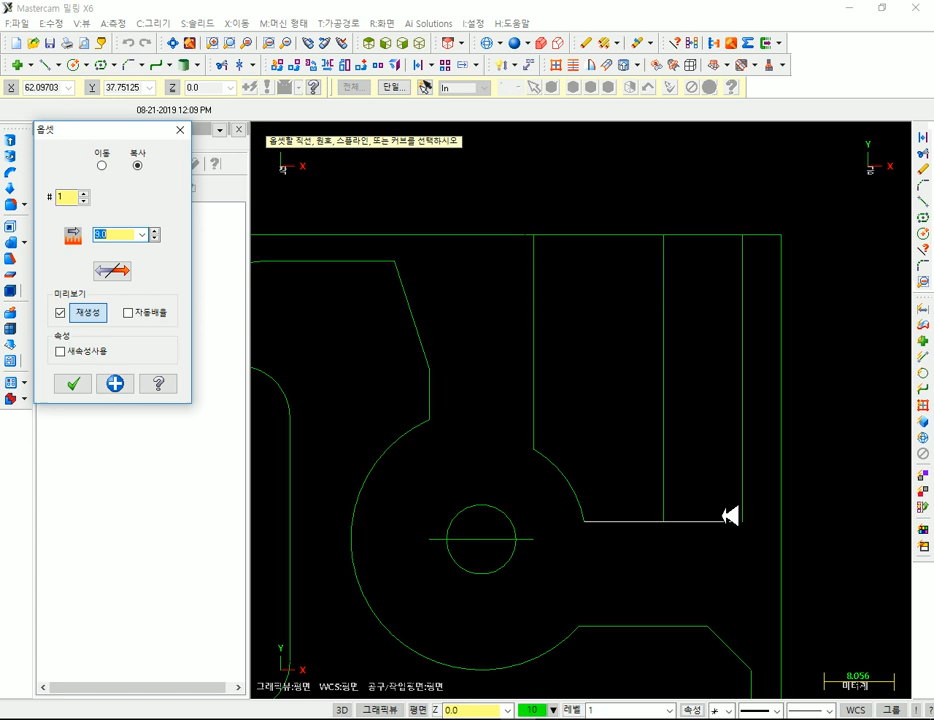 Mastercam 밀링 X6
F:파일 E:수정 V:뷰 A:측정 C:그리기 S:솔리드 X:이동 M:머신 형태 T:가공경로 R:화면 Ai Solutions I:설정 H:도움말
X 62.09703 Y 37.75125 Z 0.0 전체... 단일... In
08-21-2019 12:09 PM
옵셋
옵셋할 직선, 원호, 스플라인, 또는 커브를 선택하시오
이동 복사
# 1
미리보기
재생성 자동배율
속성
새속성사용
Y
X
Y
X
Y
X
그래픽뷰:평면 WCS:평면 공구/작업평면:평면
8.056
미터계
3D 그래픽뷰 평면 Z 0.0 10 레벨 1 속성 WCS 그룹 ! ?